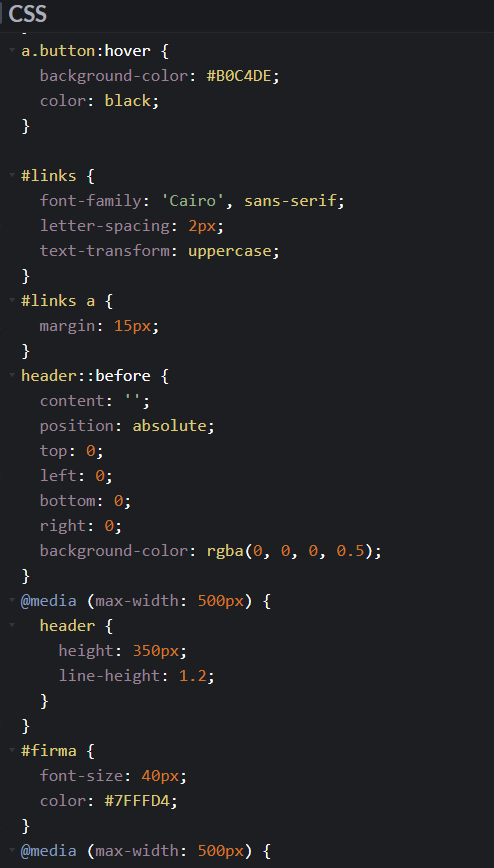 CSS
a.button:hover {
  background-color: #B0C4DE;
  color: black;
}

#links {
  font-family: 'Cairo', sans-serif;
  letter-spacing: 2px;
  text-transform: uppercase;
}
#links a {
  margin: 15px;
}
header::before {
  content: '';
  position: absolute;
  top: 0;
  left: 0;
  bottom: 0;
  right: 0;
  background-color: rgba(0, 0, 0, 0.5);
}
@media (max-width: 500px) {
  header {
    height: 350px;
    line-height: 1.2;
  }
}
#firma {
  font-size: 40px;
  color: #7FFFD4;
}
@media (max-width: 500px) {